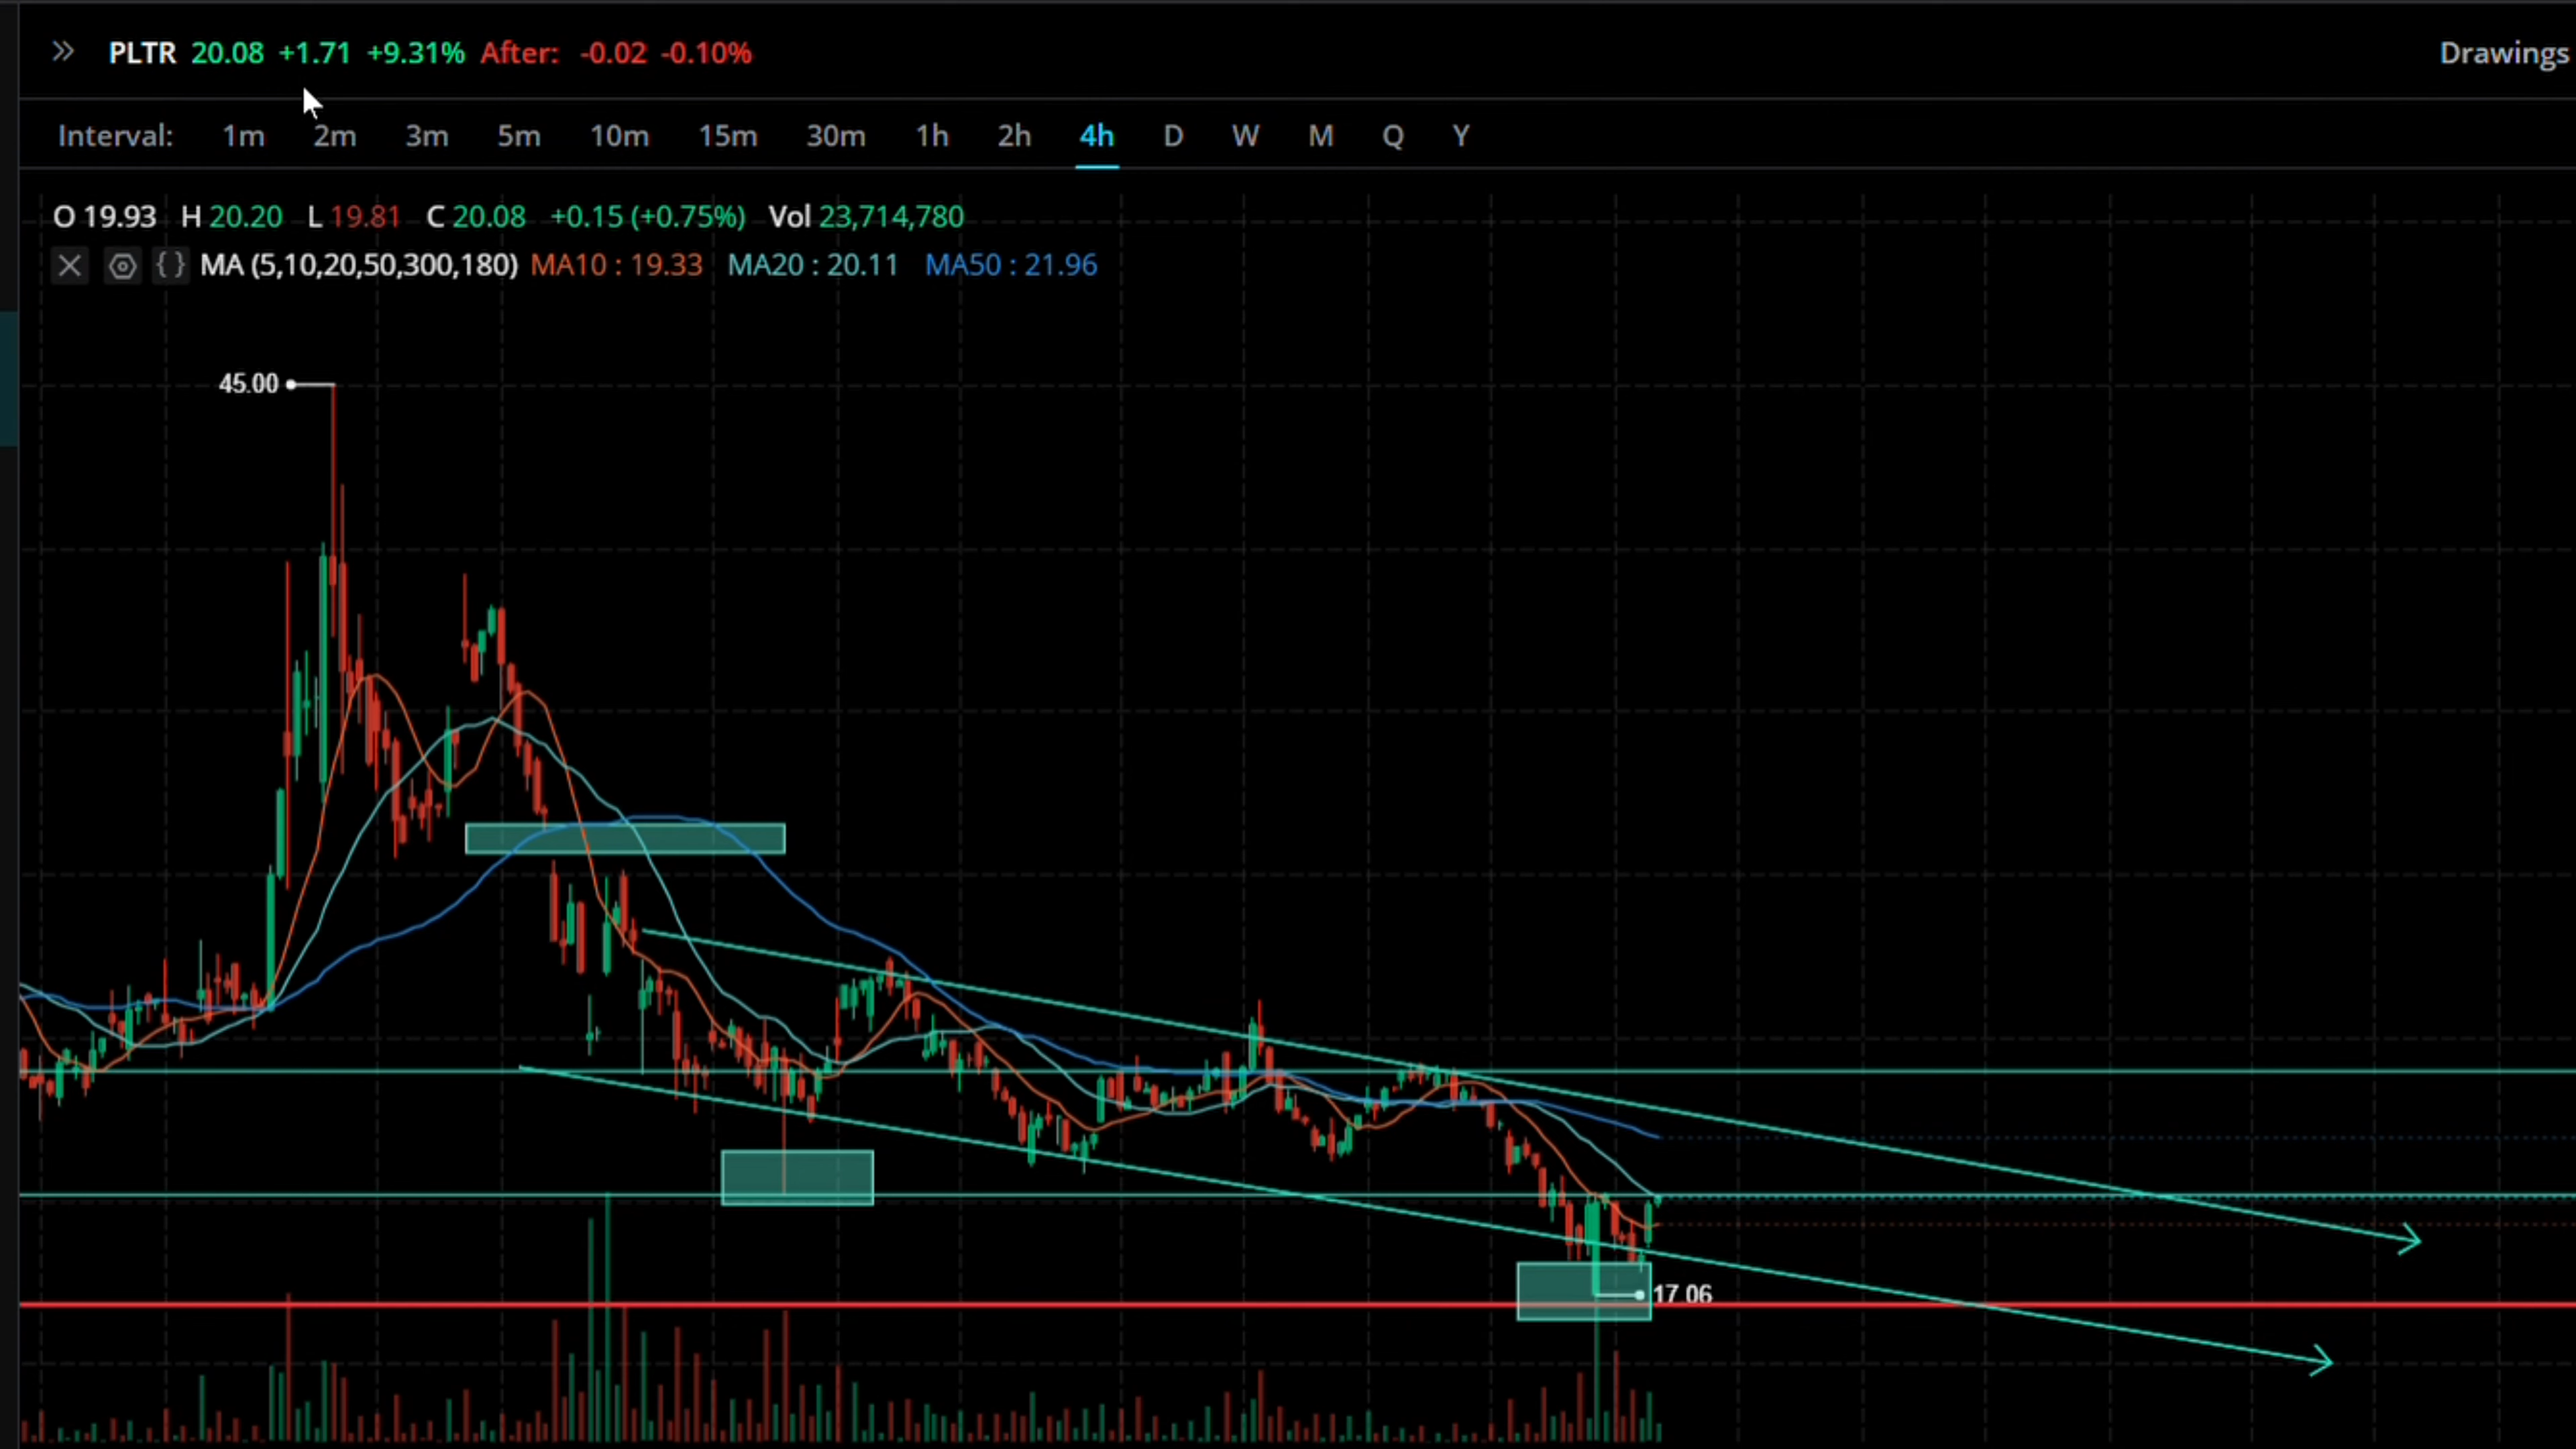 PLTR 20.08 +1.71 +9.31% After: -0.02 -0.10%
Drawings
Interval: 1m 2m 3m 5m 10m 15m 30m 1h 2h 4h D W M Q Y
O 19.93 H 20.20 L 19.81 C 20.08 +0.15 (+0.75%) Vol 23,714,780
MA (5,10,20,50,300,180) MA10 : 19.33 MA20 : 20.11 MA50 : 21.96
45.00
17.06